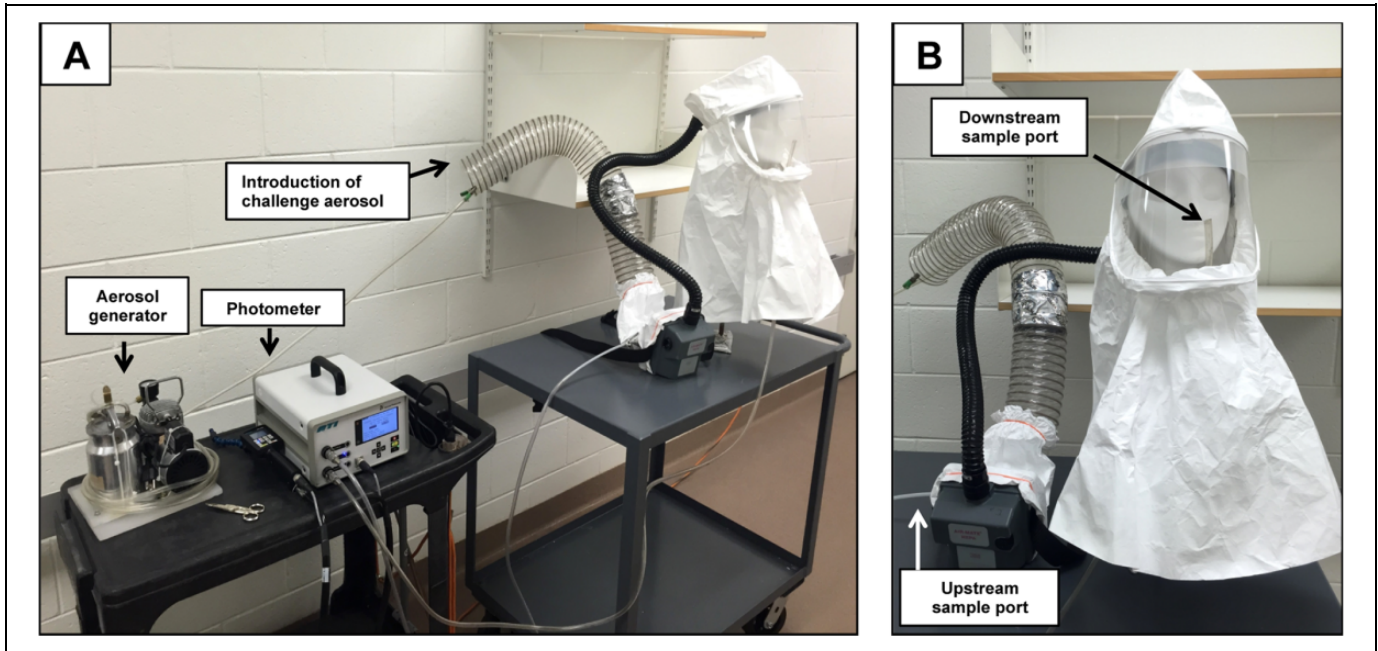 A
Introduction of
challenge aerosol
Aerosol
generator
Photometer
B
Downstream
sample port
Upstream
sample port